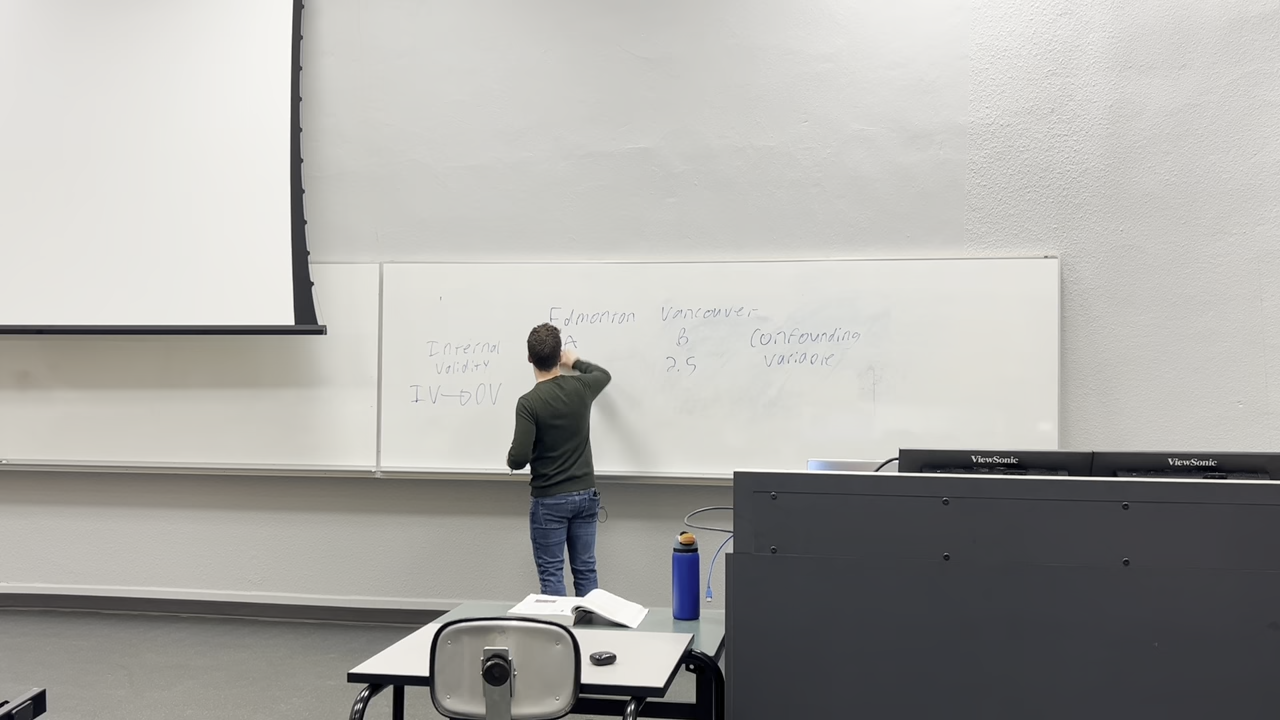 Edmonton Vancouver
A B
2.5
Internal
Validity
IV→DV
Confounding
Variable
ViewSonic
ViewSonic